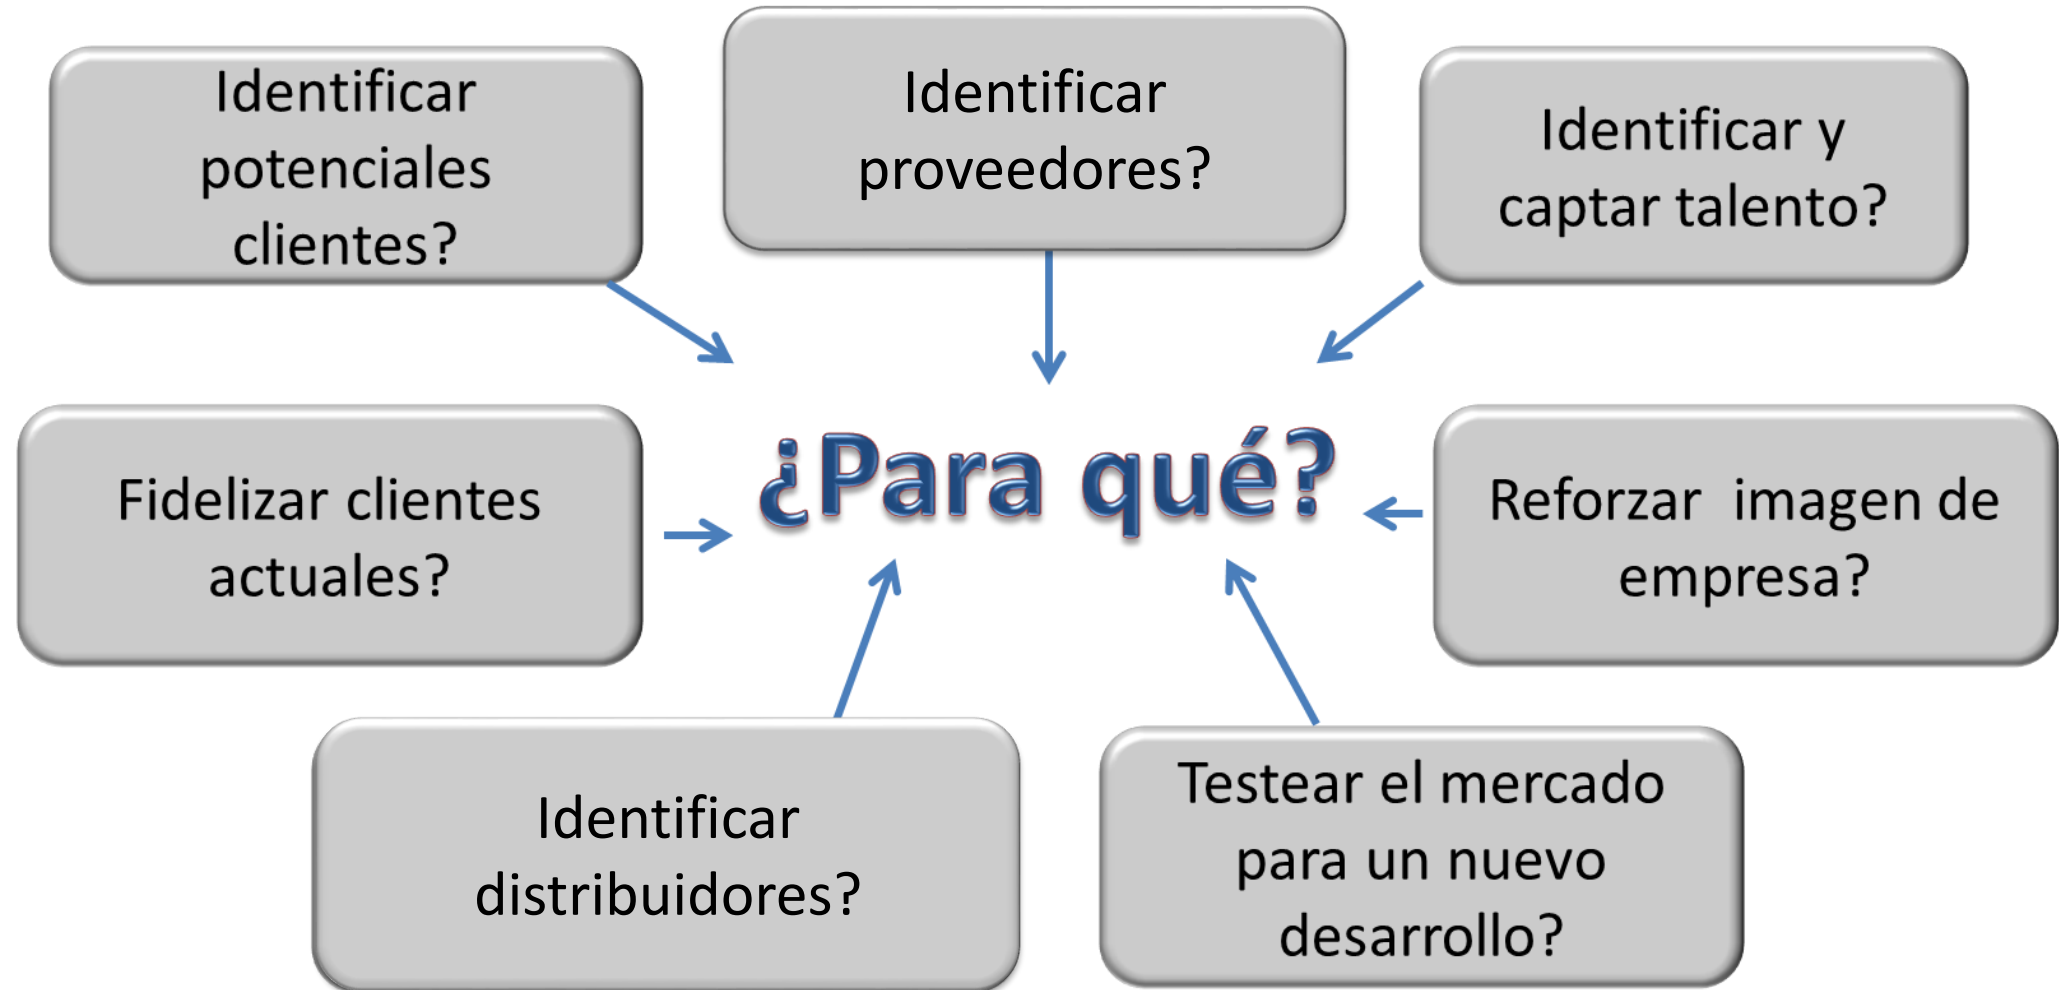 Identificar
potenciales
clientes?
Identificar
proveedores?
Identificar y
captar talento?
Fidelizar clientes
actuales?
¿Para qué?
Reforzar  imagen de
empresa?
Identificar
distribuidores?
Testear el mercado
para un nuevo
desarrollo?